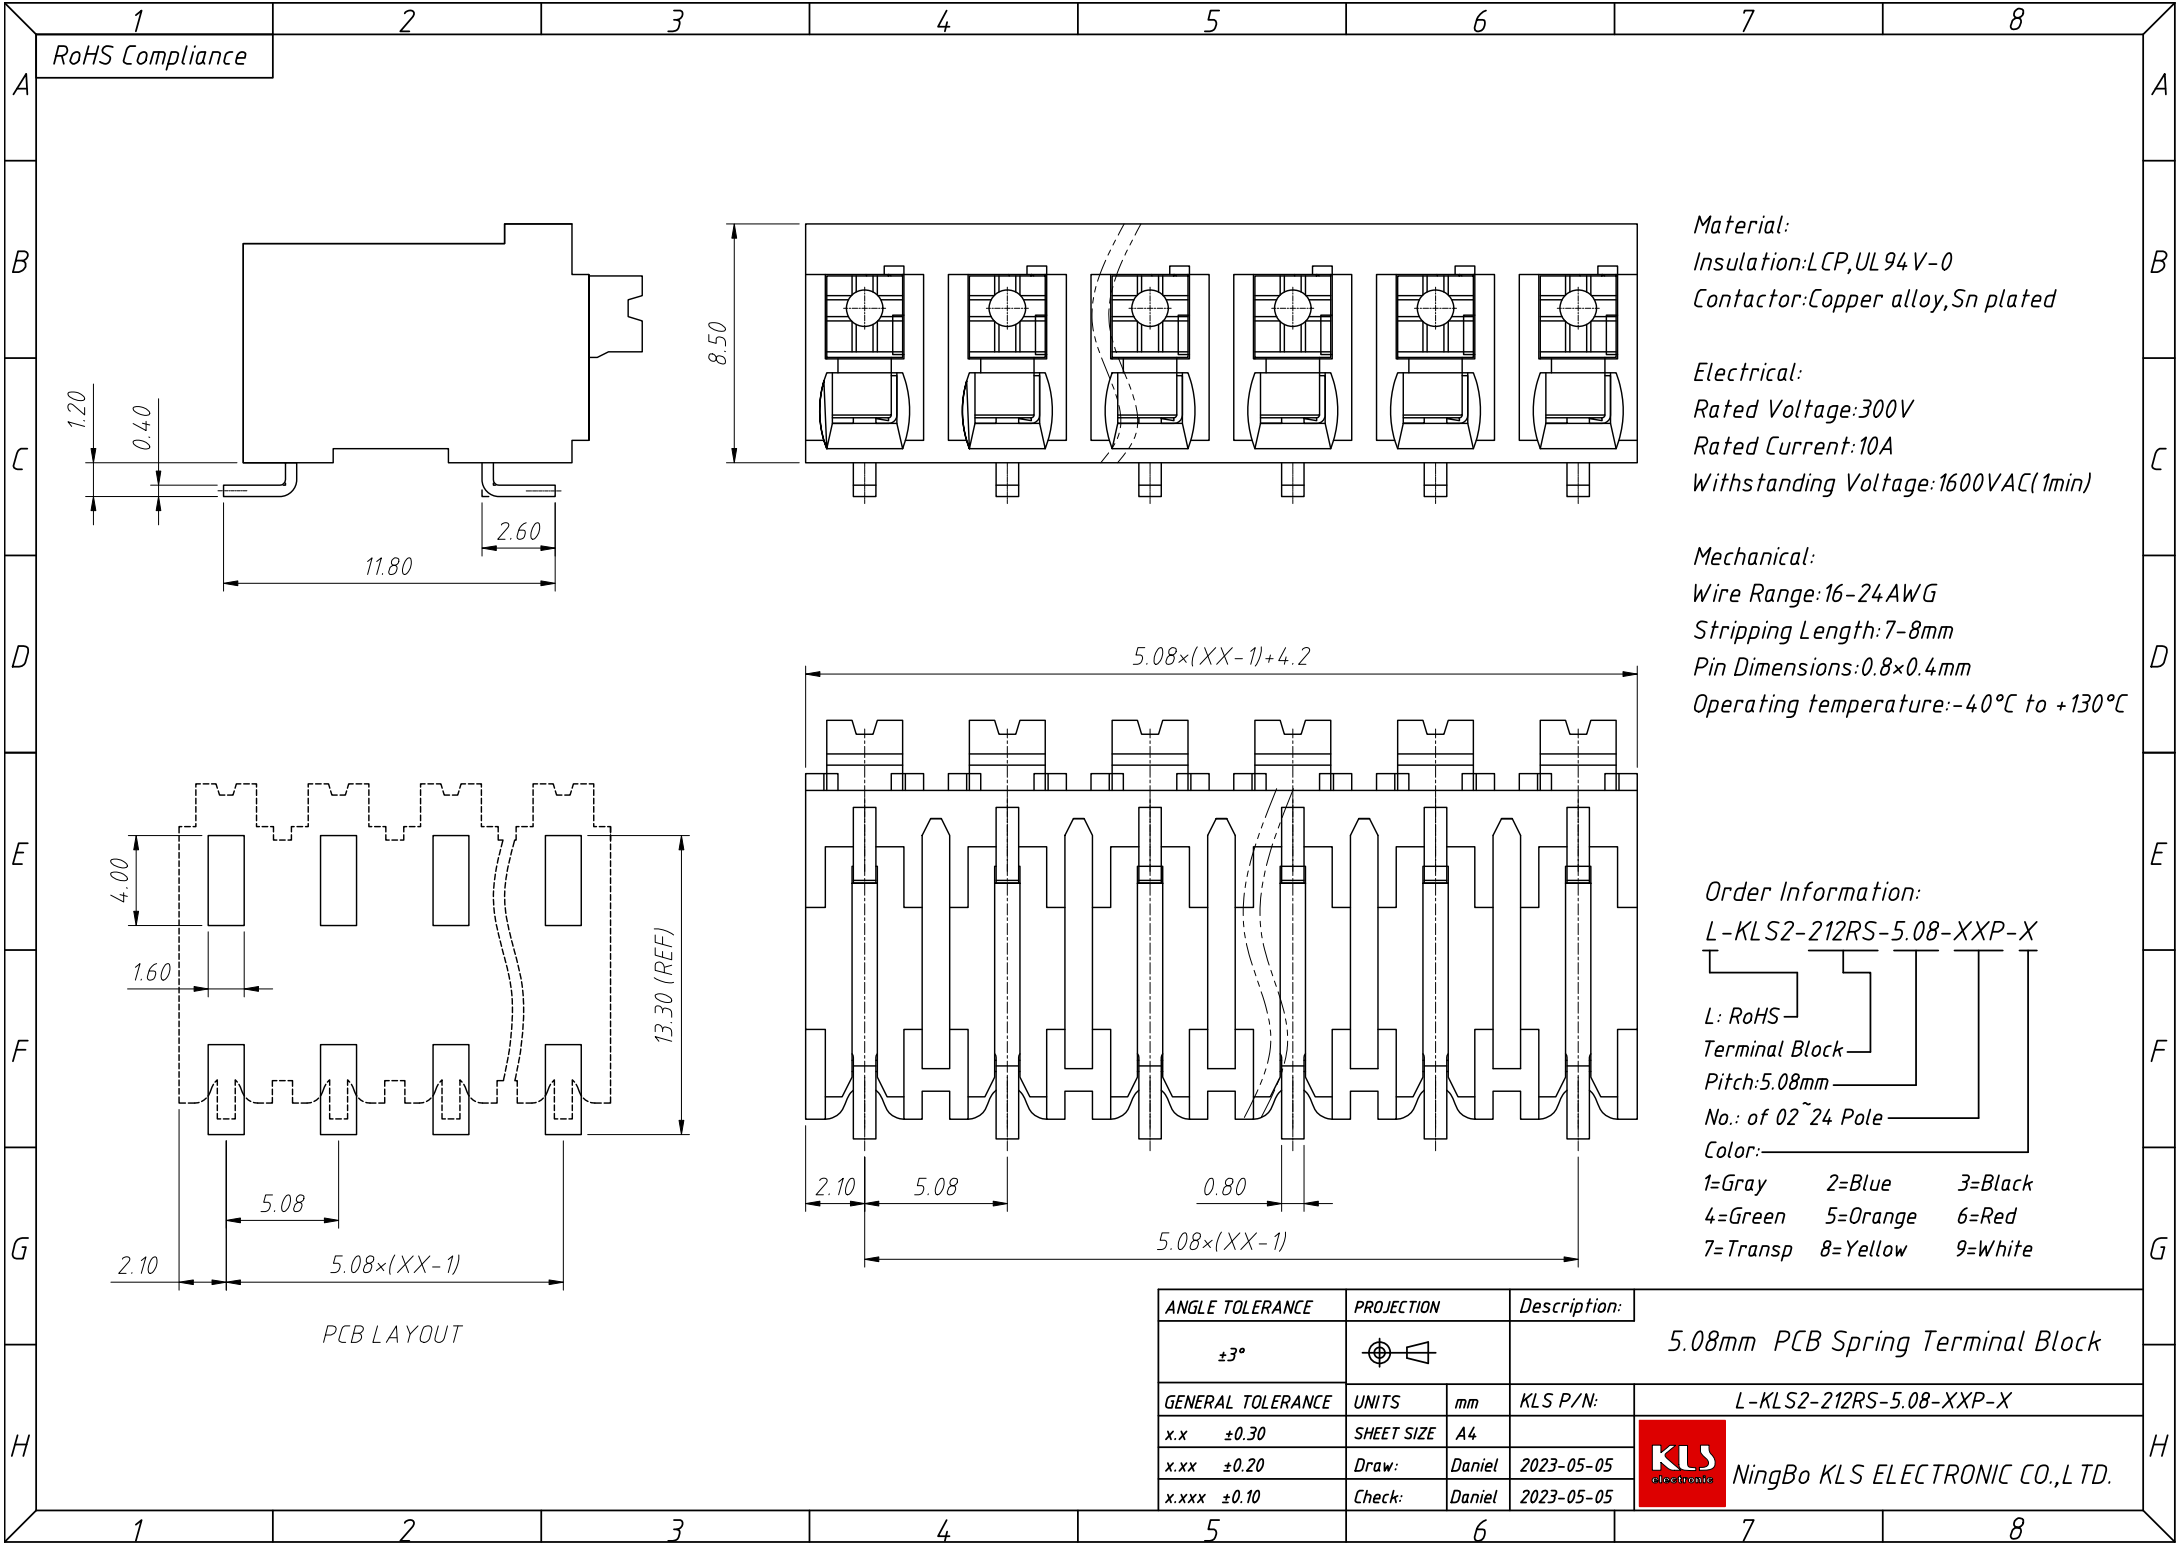 1 2 3 4 5 6 7 8
RoHS Compliance
A A
B B
C C
D D
E E
F F
G G
H H
8.50
1.20
0.40
2.60
11.80
Material:
Insulation:LCP,UL94V-0
Contactor:Copper alloy,Sn plated
Electrical:
Rated Voltage:300V
Rated Current:10A
Withstanding Voltage:1600VAC(1min)
Mechanical:
Wire Range:16-24AWG
Stripping Length:7-8mm
Pin Dimensions:0.8×0.4mm
Operating temperature:-40°C to +130°C
5.08×(XX-1)+4.2
4.00
1.60
13.30 (REF)
5.08
2.10
5.08×(XX-1)
PCB LAYOUT
2.10
5.08
0.80
5.08×(XX-1)
Order Information:
L-KLS2-212RS-5.08-XXP-X
L: RoHS
Terminal Block
Pitch:5.08mm
No.: of 02~24 Pole
Color:
1=Gray 2=Blue 3=Black
4=Green 5=Orange 6=Red
7=Transp 8=Yellow 9=White
ANGLE TOLERANCE PROJECTION Description:
±3° 5.08mm PCB Spring Terminal Block
GENERAL TOLERANCE UNITS mm KLS P/N: L-KLS2-212RS-5.08-XXP-X
x.x ±0.30 SHEET SIZE A4
x.xx ±0.20 Draw: Daniel 2023-05-05
x.xxx ±0.10 Check: Daniel 2023-05-05
KLS
electronic
NingBo KLS ELECTRONIC CO.,LTD.
1 2 3 4 5 6 7 8